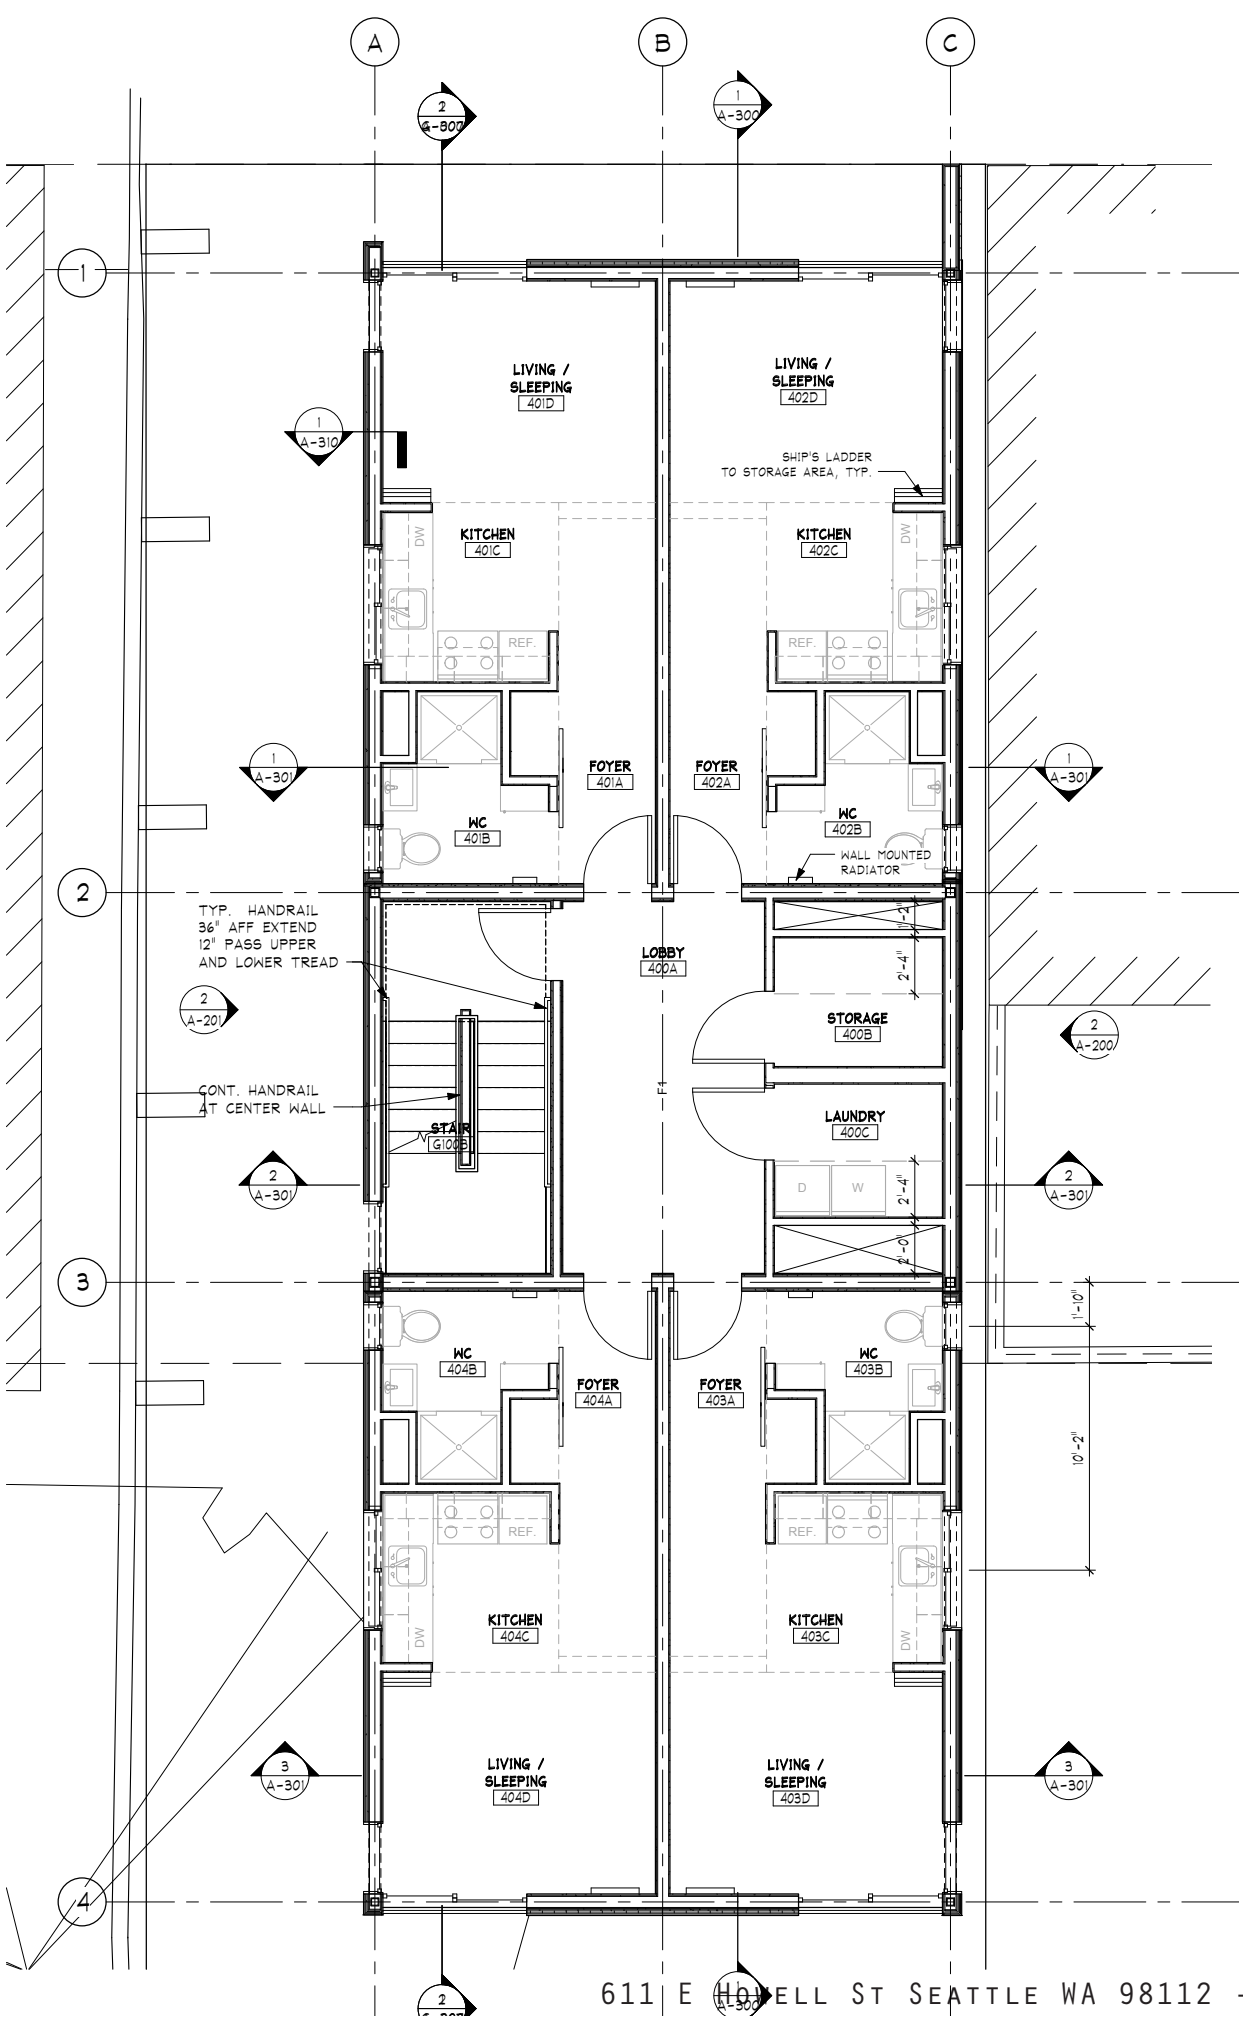 A
B
C
2
1
A-300
1
LIVING /
SLEEPING
401D
LIVING /
SLEEPING
402D
1
A-310
SHIP'S LADDER
TO STORAGE AREA, TYP.
KITCHEN
401C
DW
KITCHEN
402C
DW
REF.
REF.
1
A-301
FOYER
401A
FOYER
402A
1
A-301
WC
401B
WC
402B
WALL MOUNTED
RADIATOR
2
TYP. HANDRAIL
36" AFF EXTEND
12" PASS UPPER
AND LOWER TREAD
1'-2"
LOBBY
400A
2'-4"
2
A-201
STORAGE
400B
2
A-200
CONT. HANDRAIL
AT CENTER WALL
F1
STAIR
G100B
LAUNDRY
400C
2
A-301
D
W
2'-4"
2
A-301
2'-0"
3
1'-10"
WC
404B
WC
403B
FOYER
404A
FOYER
403A
10'-2"
REF.
REF.
KITCHEN
404C
DW
KITCHEN
403C
DW
3
A-301
LIVING /
SLEEPING
404D
LIVING /
SLEEPING
403D
3
A-301
4
2
1
A-300
611 E HOWELL ST SEATTLE WA 98112 -